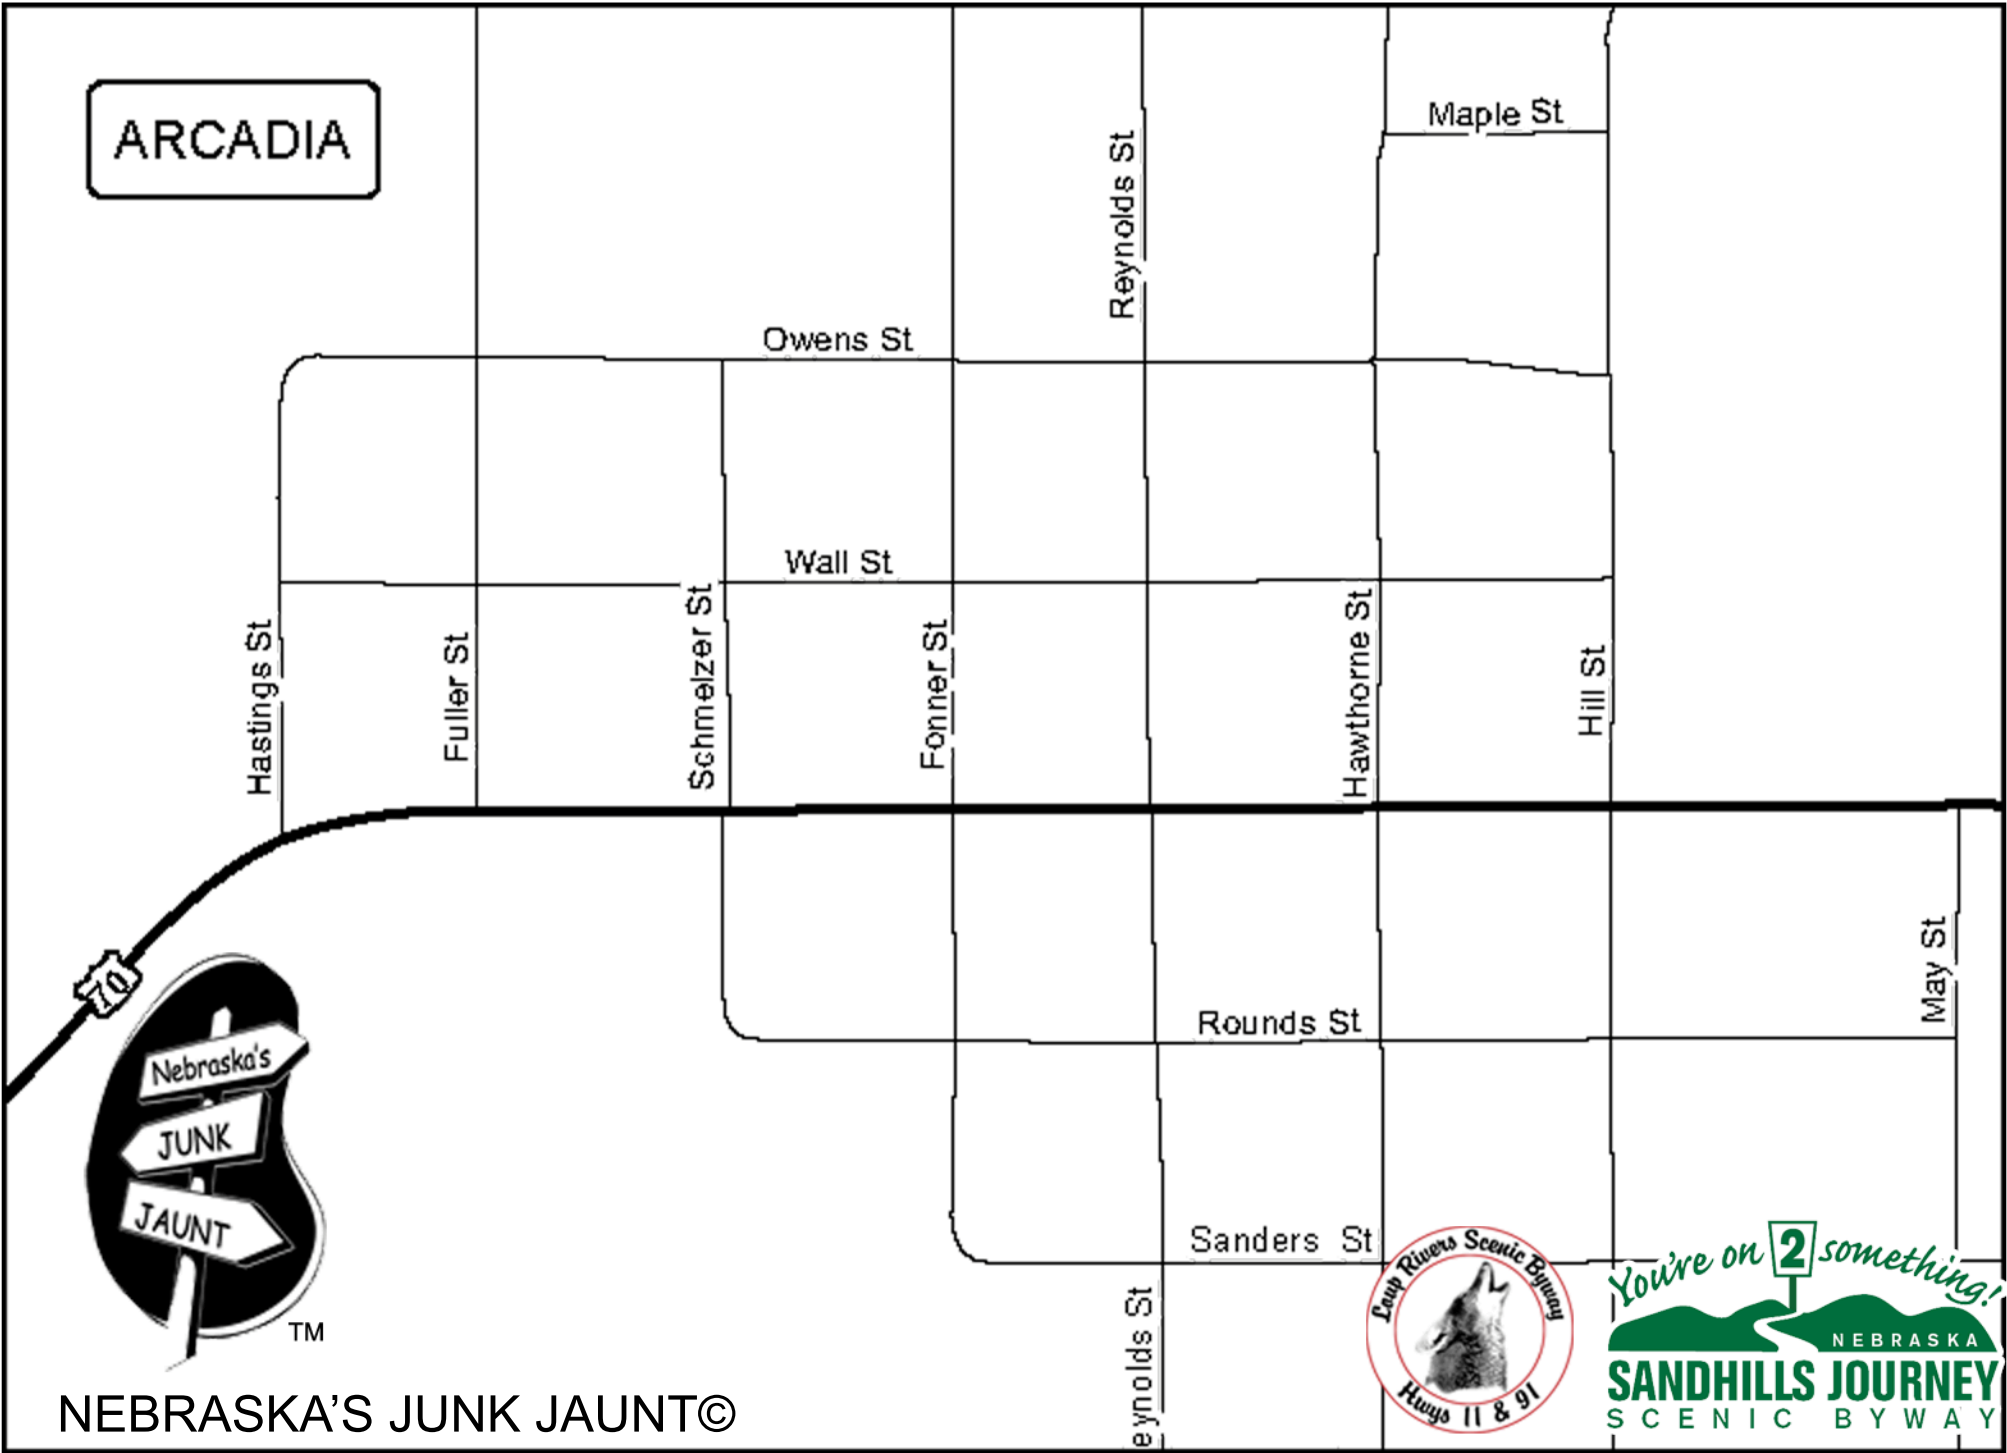 ARCADIA
Maple St
Reynolds St
Owens St
Wall St
Hastings St
Fuller St
Schmelzer St
Fonner St
Hawthorne St
Hill St
70
May St
Rounds St
Nebraska's
JUNK
JAUNT
TM
Sanders St
eynolds St
Loup Rivers Scenic Byway
Hwys 11 & 91
You're on 2 something!
NEBRASKA
SANDHILLS JOURNEY
SCENIC BYWAY
NEBRASKA'S JUNK JAUNT©